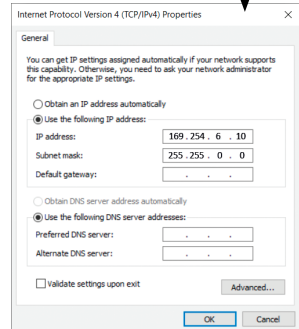 Internet Protocol Version 4 (TCP/IPv4) Properties
General
You can get IP settings assigned automatically if your network supports
this capability. Otherwise, you need to ask your network administrator
for the appropriate IP settings.
Obtain an IP address automatically
Use the following IP address:
IP address: 169 . 254 . 6 . 10
Subnet mask: 255 . 255 . 0 . 0
Default gateway: . . .
Obtain DNS server address automatically
Use the following DNS server addresses:
Preferred DNS server: . . .
Alternate DNS server: . . .
Validate settings upon exit
Advanced...
OK Cancel